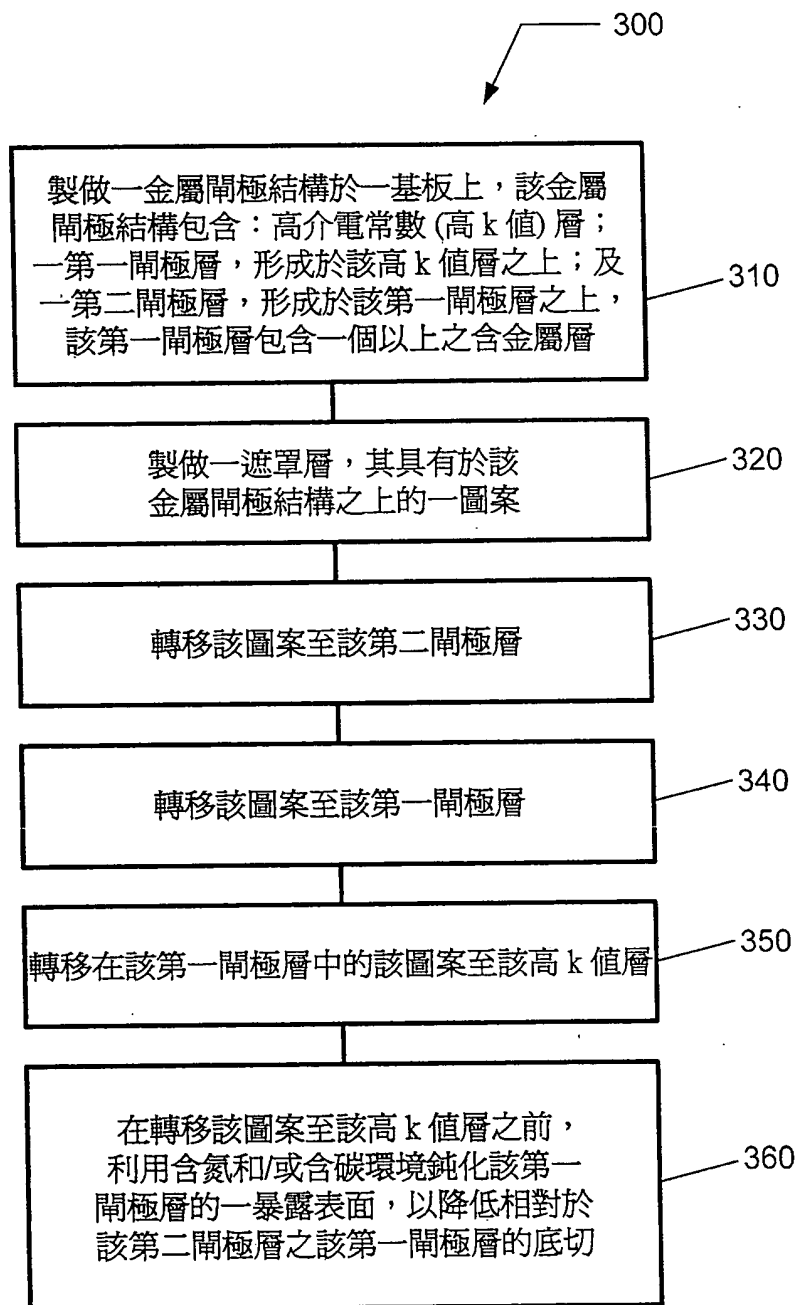 300
製做一金屬閘極結構於一基板上，該金屬
閘極結構包含：高介電常數(高k值)層；
一第一閘極層，形成於該高k值層之上；及
一第二閘極層，形成於該第一閘極層之上，
該第一閘極層包含一個以上之含金屬層
310
製做一遮罩層，其具有於該
金屬閘極結構之上的一圖案
320
轉移該圖案至該第二閘極層
330
轉移該圖案至該第一閘極層
340
轉移在該第一閘極層中的該圖案至該高k值層
350
在轉移該圖案至該高k值層之前，
利用含氮和/或含碳環境鈍化該第一
閘極層的一暴露表面，以降低相對於
該第二閘極層之該第一閘極層的底切
360